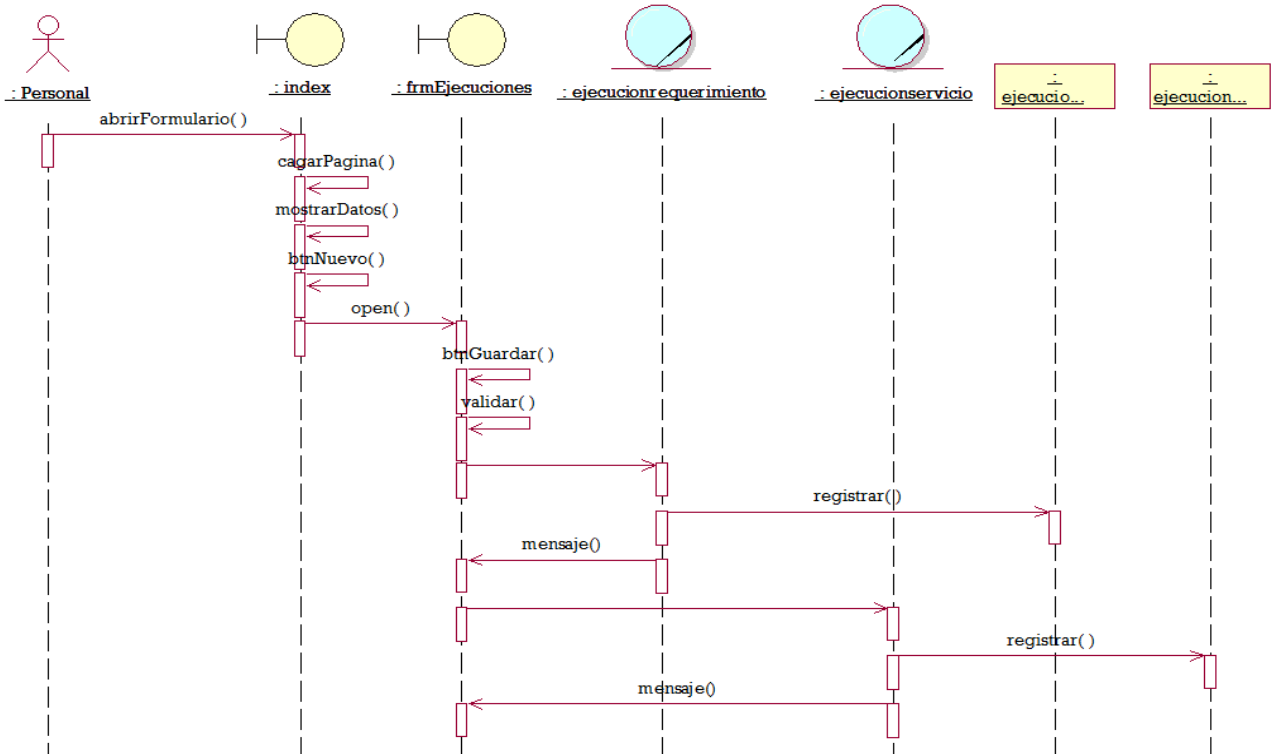 : Personal
: index
: frmEjecuciones
: ejecucionrequerimiento
: ejecucionservicio
:
ejecucio...
:
ejecucion...
abrirFormulario( )
cagarPagina( )
mostrarDatos( )
btnNuevo( )
open( )
btnGuardar( )
validar( )
registrar( )
mensaje()
registrar( )
mensaje()